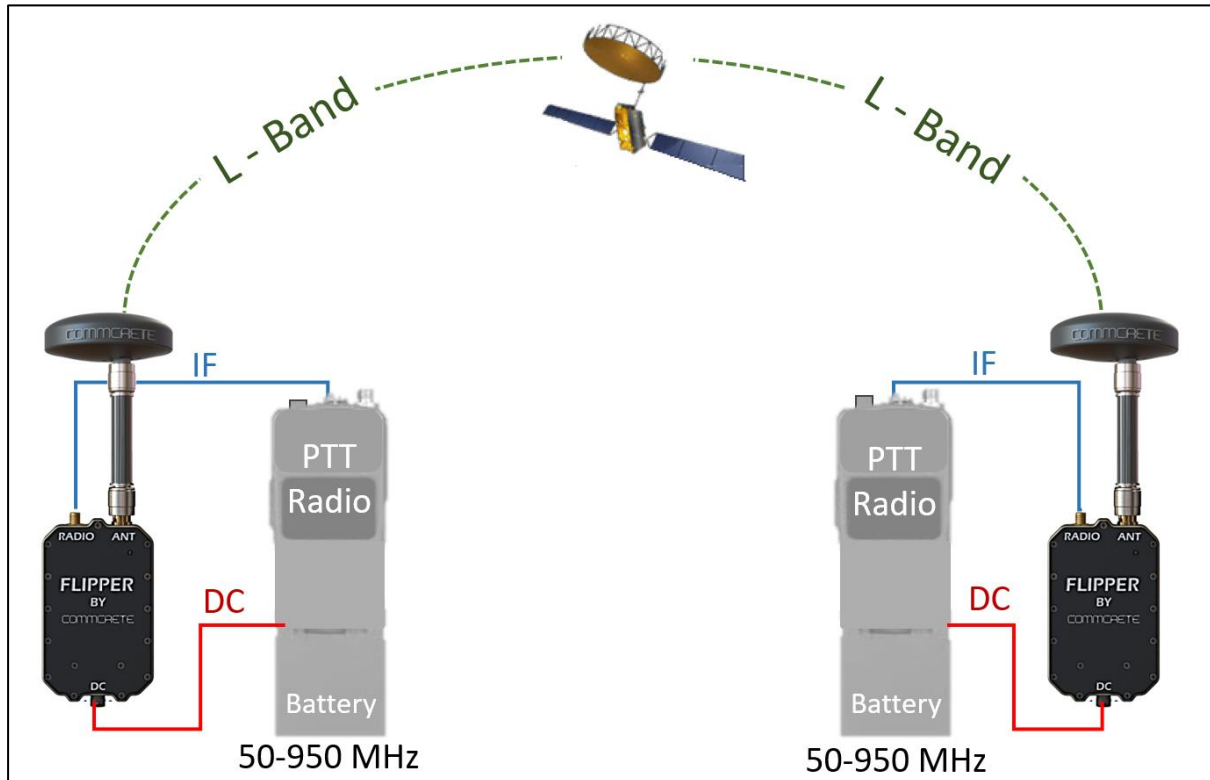 L - Band
L - Band
COMMCRETE
COMMCRETE
IF
IF
PTT
Radio
PTT
Radio
RADIO ANT
FLIPPER
BY
COMMCRETE
DC
RADIO ANT
FLIPPER
BY
COMMCRETE
DC
DC
DC
Battery
Battery
50-950 MHz
50-950 MHz